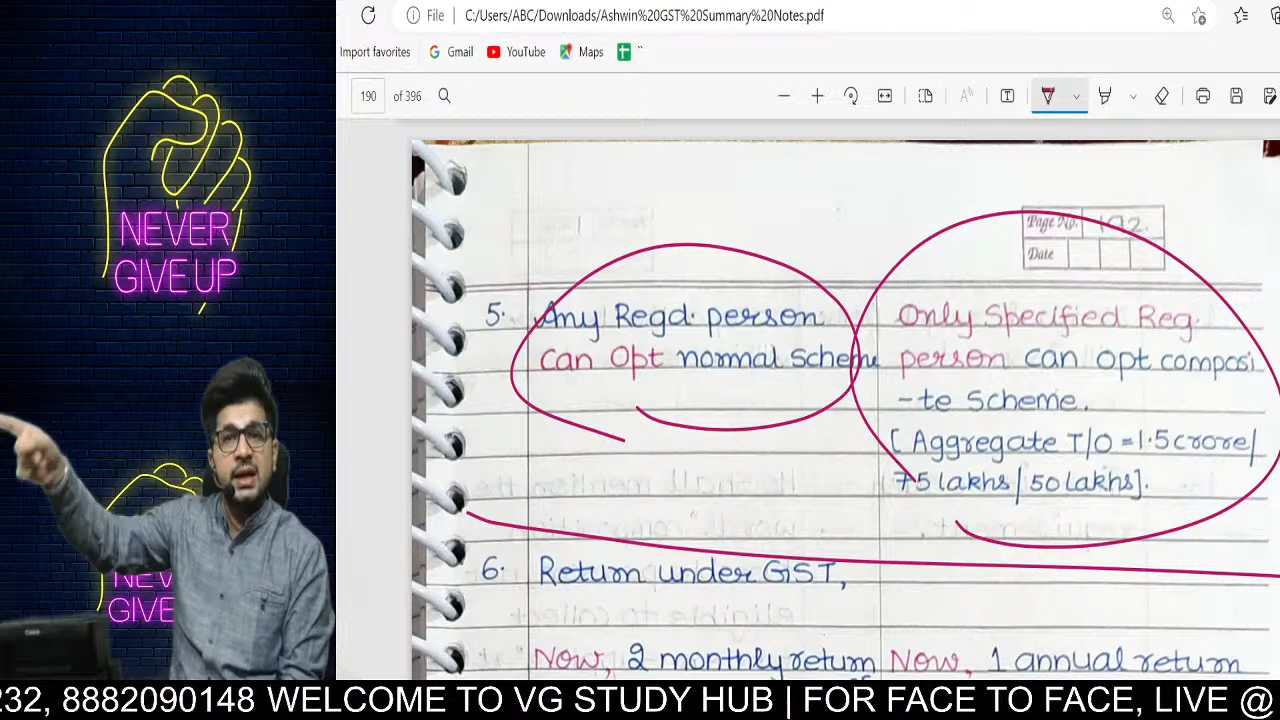 File
C:/Users/ABC/Downloads/Ashwin%20GST%20Summary%20Notes.pdf
Import favorites
Gmail
YouTube
Maps
190
of 396
NEVER
GIVE UP
Page No. 192.
Date
5. Any Regd. person
can Opt normal Scheme
Only Specified Reg.
person can opt composi
-te Scheme.
[Aggregate T/O = 1.5 crore/
75 lakhs/50 lakhs].
6. Return under GST,
Now, 2 monthly return
Now, annual return
NEV
GIVE
232, 8882090148 WELCOME TO VG STUDY HUB | FOR FACE TO FACE, LIVE @